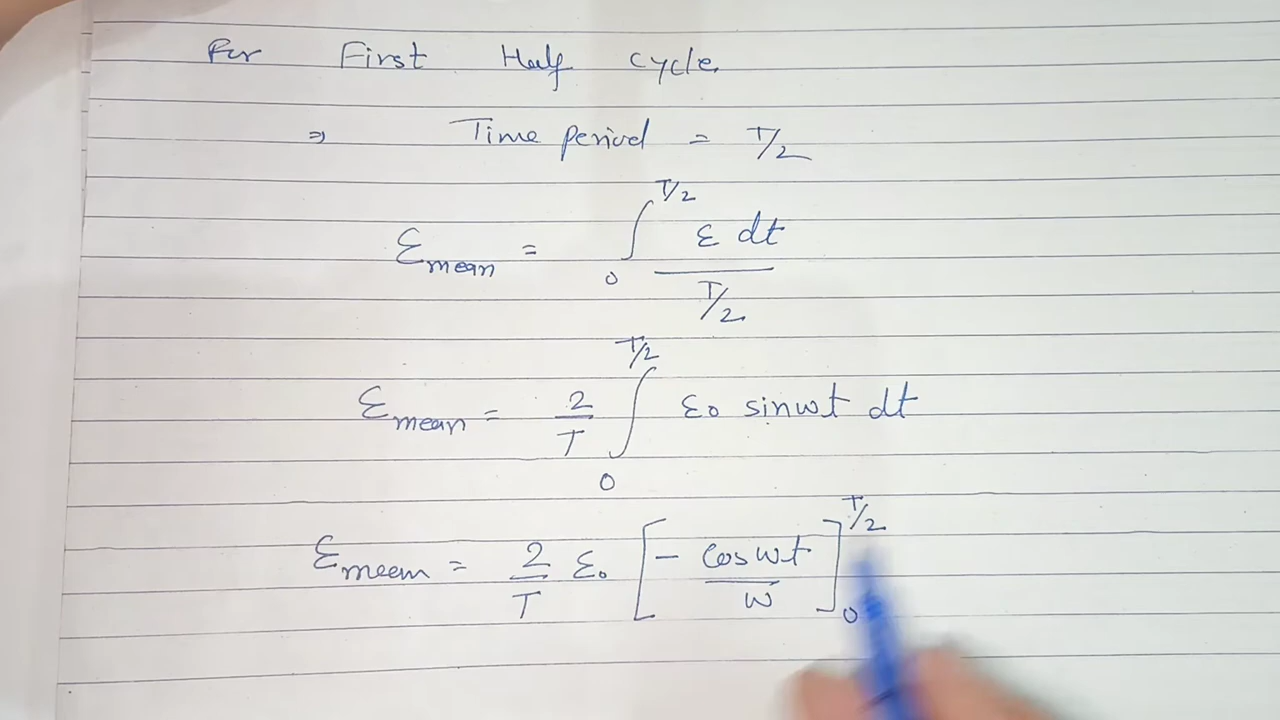 For First Half Cycle.
⇒ Time period = T/2
Ɛmean = ∫₀^{T/2} Ɛ dt / T/2
Ɛmean = 2/T ∫₀^{T/2} Ɛ₀ sinωt dt
Ɛmean = 2/T Ɛ₀ [ - cosωt / ω ]₀^{T/2}